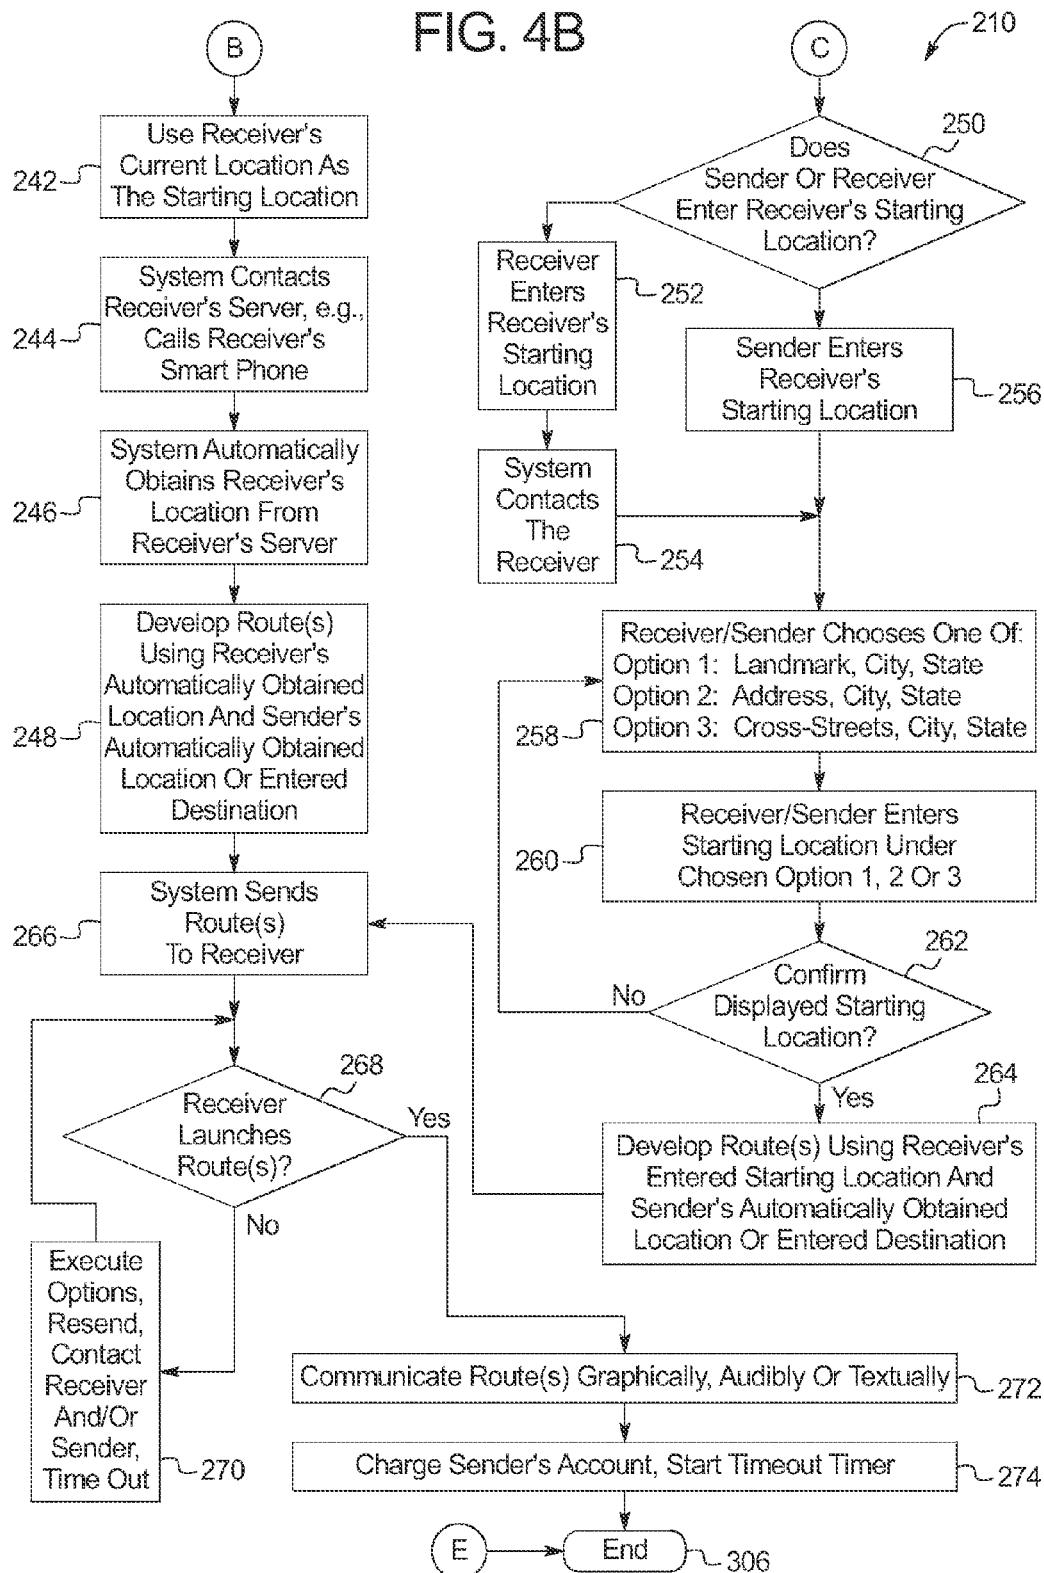 FIG. 4B
210
B
Use Receiver's
Current Location As
The Starting Location
242
System Contacts
Receiver's Server, e.g.,
Calls Receiver's
Smart Phone
244
System Automatically
Obtains Receiver's
Location From
Receiver's Server
246
Develop Route(s)
Using Receiver's
Automatically Obtained
Location And Sender's
Automatically Obtained
Location Or Entered
Destination
248
System Sends
Route(s)
To Receiver
266
Receiver
Launches
Route(s)?
268
Yes
No
Execute
Options,
Resend,
Contact
Receiver
And/Or
Sender,
Time Out
270
C
Does
Sender Or Receiver
Enter Receiver's Starting
Location?
250
Receiver
Enters
Receiver's
Starting
Location
252
System
Contacts
The
Receiver
254
Sender Enters
Receiver's
Starting Location
256
Receiver/Sender Chooses One Of:
Option 1: Landmark, City, State
Option 2: Address, City, State
Option 3: Cross-Streets, City, State
258
Receiver/Sender Enters
Starting Location Under
Chosen Option 1, 2 Or 3
260
Confirm
Displayed Starting
Location?
262
No
Yes
264
Develop Route(s) Using Receiver's
Entered Starting Location And
Sender's Automatically Obtained
Location Or Entered Destination
Communicate Route(s) Graphically, Audibly Or Textually
272
Charge Sender's Account, Start Timeout Timer
274
E
End
306